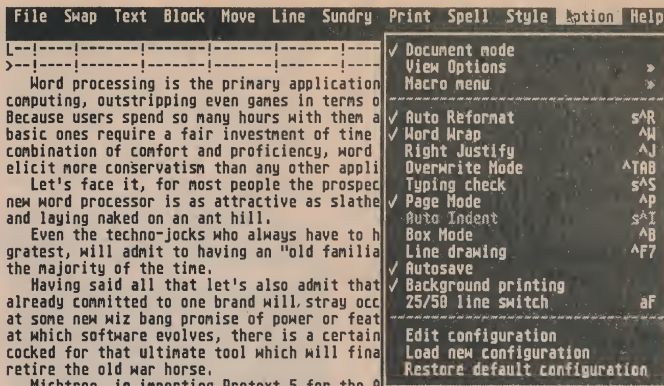 File Swap Text Block Move Line Sundry Print Spell Style Option Help
L--!----!-------!-------!-------!-------!----
>--!----!-------!-------!-------!-------!----
Word processing is the primary application
computing, outstripping even games in terms o
Because users spend so many hours with them a
basic ones require a fair investment of time
combination of comfort and proficiency, word
elicit more conservatism than any other appli
Let's face it, for most people the prospec
new word processor is as attractive as slathe
and laying naked on an ant hill.
Even the techno-jocks who always have to h
gratest, will admit to having an "old familia
the majority of the time.
Having said all that let's also admit that
already committed to one brand will stray occ
at some new wiz bang promise of power or feat
at which software evolves, there is a certain
cocked for that ultimate tool which will fina
retire the old war horse.
Michtron, in importing Protext 5 for the
✓ Document mode
View Options »
Macro menu »
✓ Auto Reformat s^R
✓ Word Wrap ^W
Right Justify ^J
Overwrite Mode ^TAB
Typing check s^S
✓ Page Mode ^P
Auto Indent s^I
Box Mode ^B
Line drawing ^F7
✓ Autosave
✓ Background printing
25/50 line switch aF
Edit configuration
Load new configuration
Restore default configuration